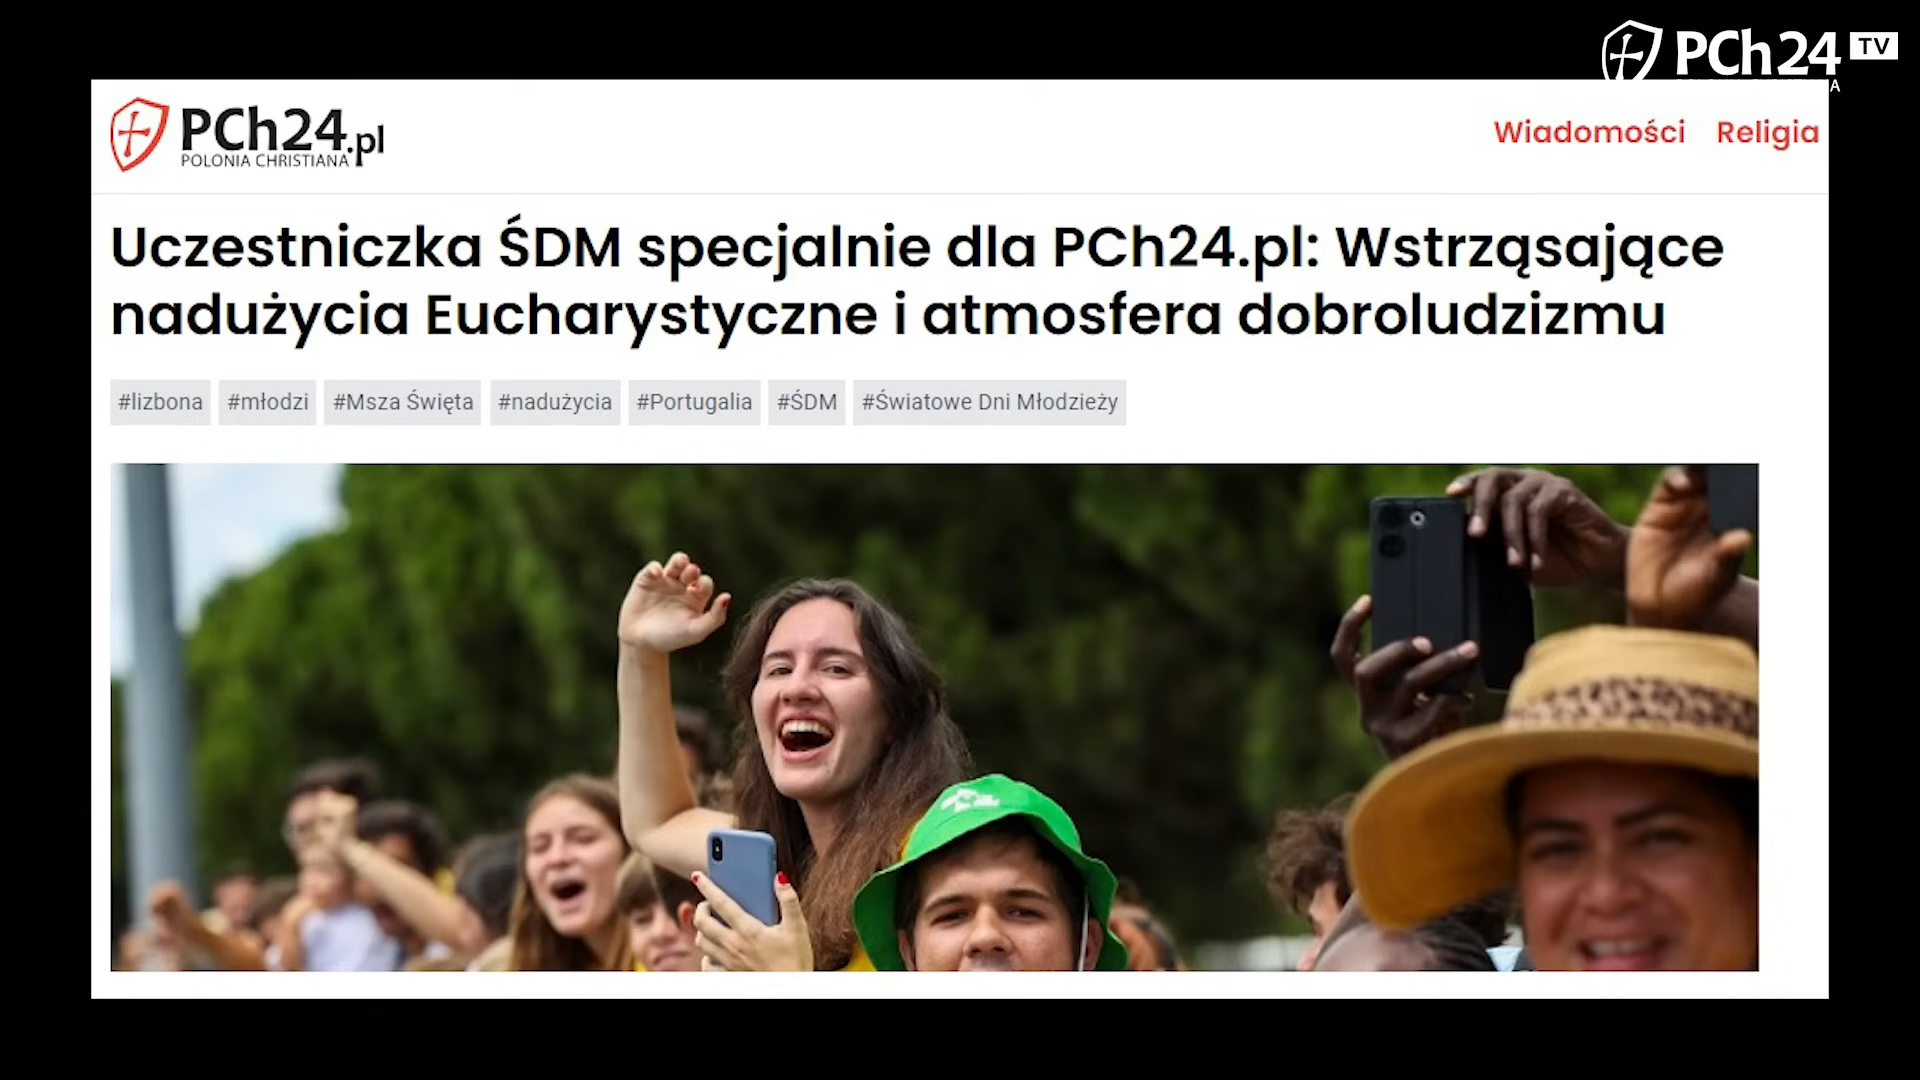 PCh24 TV
PCh24.pl
POLONIA CHRISTIANA
Wiadomości Religia
Uczestniczka ŚDM specjalnie dla PCh24.pl: Wstrząsające
nadużycia Eucharystyczne i atmosfera dobroludzizmu
#lizbona #młodzi #Msza Święta #nadużycia #Portugalia #ŚDM #Światowe Dni Młodzieży